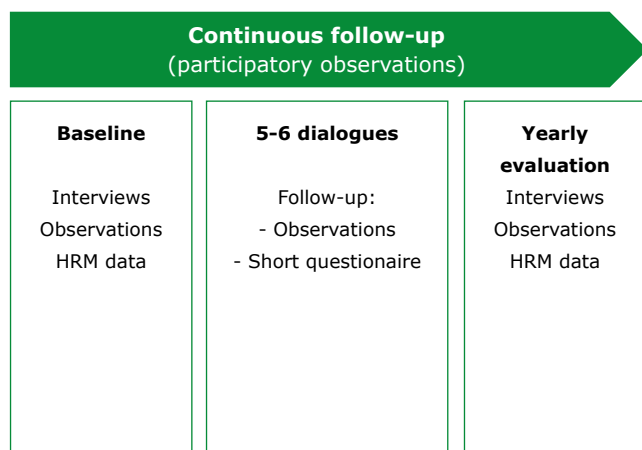 Continuous follow-up
(participatory observations)
Baseline
Interviews
Observations
HRM data
5-6 dialogues
Follow-up:
- Observations
- Short questionaire
Yearly
evaluation
Interviews
Observations
HRM data